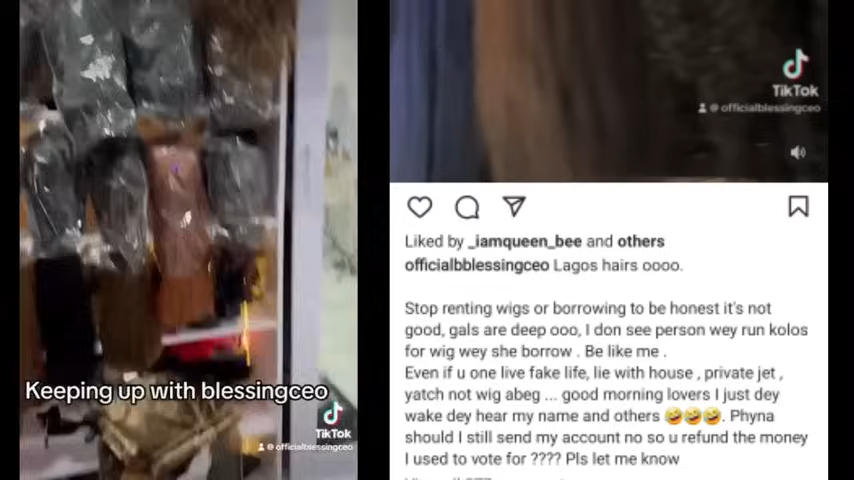 Keeping up with blessingceo
TikTok
@officialblessingceo
TikTok
@officialblessingceo
Liked by _iamqueen_bee and others
officialbblessingceo Lagos hairs oooo.
Stop renting wigs or borrowing to be honest it's not
good, gals are deep ooo, I don see person wey run kolos
for wig wey she borrow . Be like me .
Even if u one live fake life, lie with house , private jet ,
yatch not wig abeg ... good morning lovers I just dey
wake dey hear my name and others 🤣🤣🤣. Phyna
should I still send my account no so u refund the money
I used to vote for ???? Pls let me know